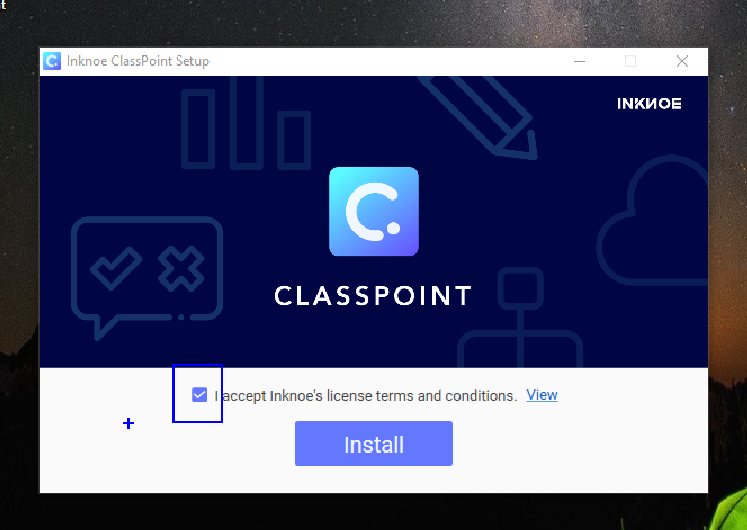 Inknoe ClassPoint Setup
INKNOE
CLASSPOINT
I accept Inknoe's license terms and conditions. View
Install